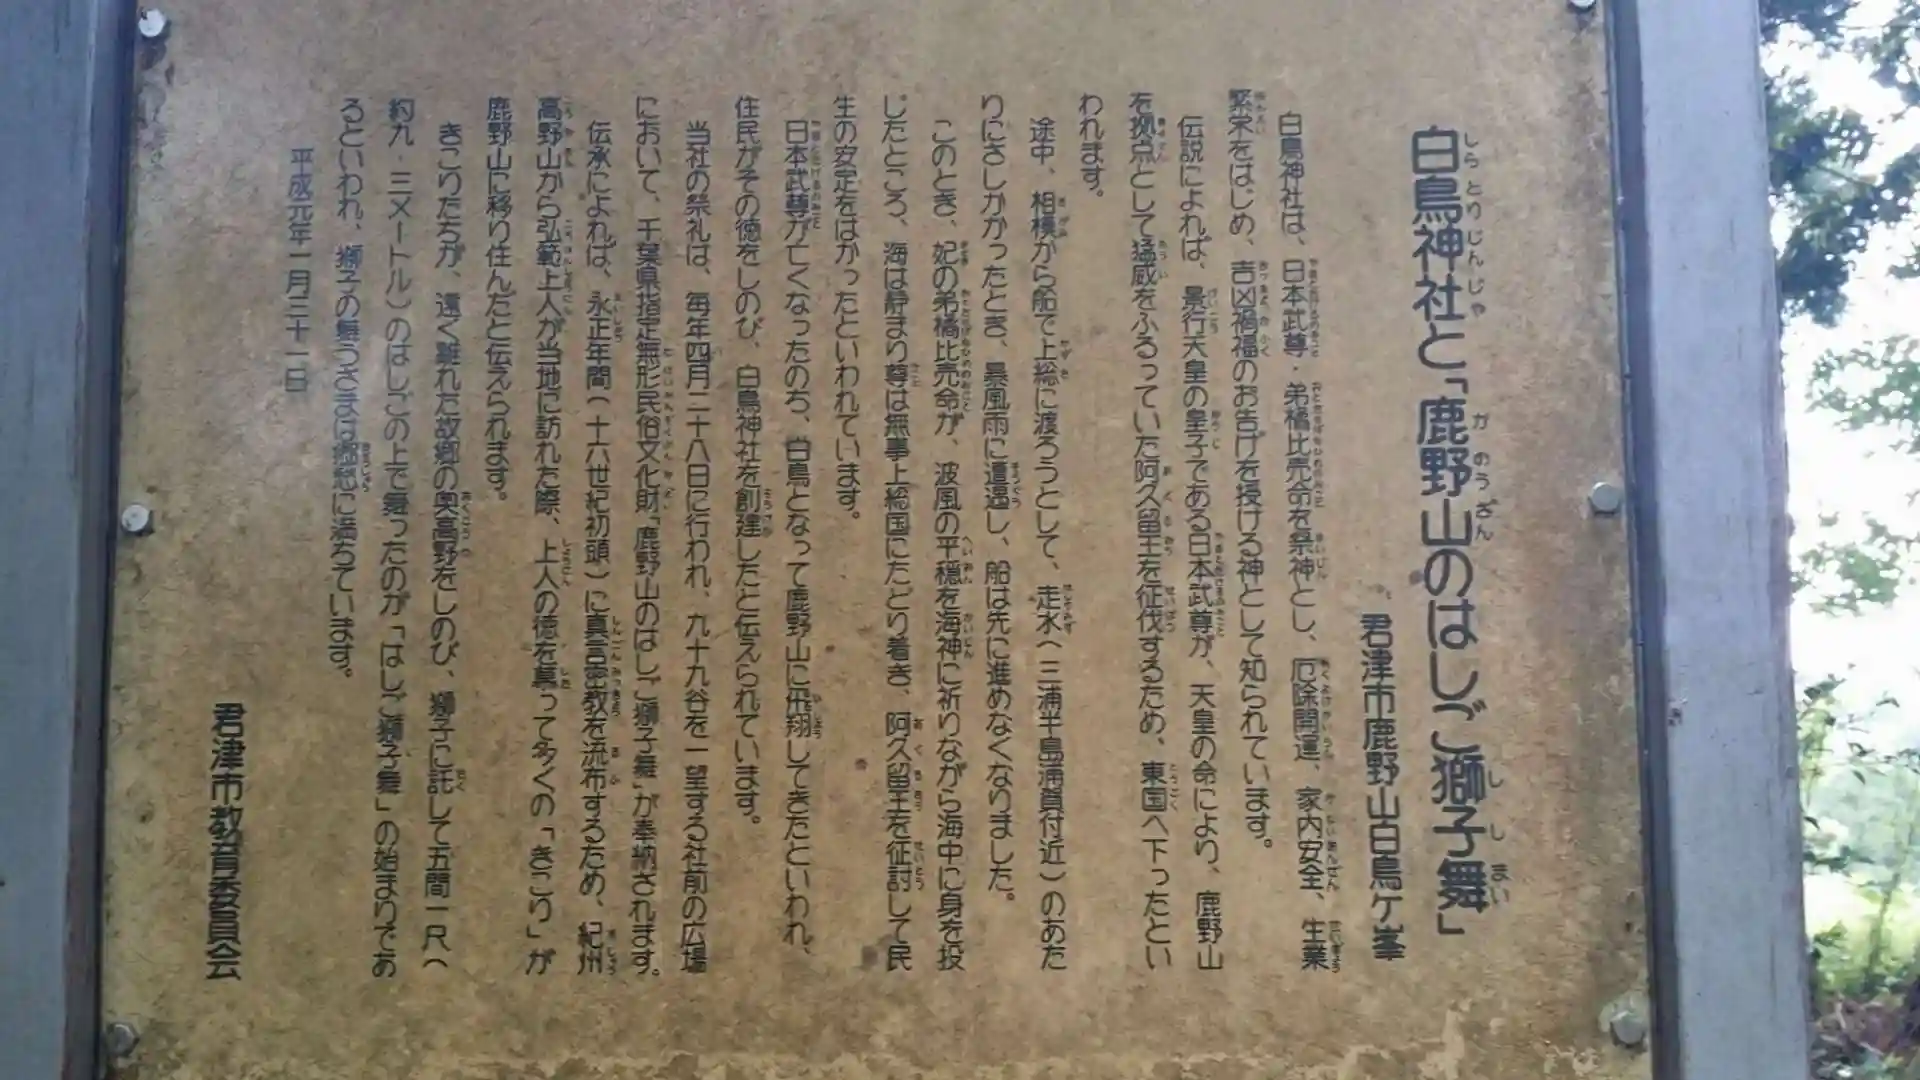 白鳥神社と「鹿野山のはしご獅子舞」
君津市鹿野山白鳥ケ峯
白鳥神社は、日本武尊・弟橘比売命を祭神とし、厄除開運、家内安全、生業
繁栄をはじめ、吉凶禍福のお告げを授ける神として知られています。
伝説によれば、景行天皇の皇子である日本武尊が、天皇の命により、鹿野山
を拠点として猛威をふるっていた阿久留王を征伐するため、東国へ下ったとい
われます。
途中、相模から船で上総に渡ろうとして、走水(三浦半島浦賀付近)のあた
りにさしかかったとき、暴風雨に遭遇し、船は先に進めなくなりました。
このとき、妃の弟橘比売命が、波風の平穏を海神に祈りながら海中に身を投
じたところ、海は静まり尊は無事上総国にたどり着き、阿久留王を征討して民
生の安定をはかったといわれています。
日本武尊が亡くなったのち、白鳥となって鹿野山に飛翔してきたといわれ、
住民がその徳をしのび、白鳥神社を創建したと伝えられています。
当社の祭礼は、毎年四月二十八日に行われ、九十九谷を一望する社前の広場
において、千葉県指定無形民俗文化財「鹿野山のはしご獅子舞」が奉納されます。
伝承によれば、永正年間(十六世紀初頭)に真言密教を流布するため、紀州
高野山から弘範上人が当地に訪れた際、上人の徳を慕って多くの「きこり」が
鹿野山に移り住んだと伝えられます。
きこりたちが、遠く離れた故郷の奥高野をしのび、獅子に託して五間一尺(
約九・三メートル)のはしごの上で舞ったのが「はしご獅子舞」の始まりであ
るといわれ、獅子の舞うさまは郷愁に満ちています。
平成元年一月三十一日
君津市教育委員会